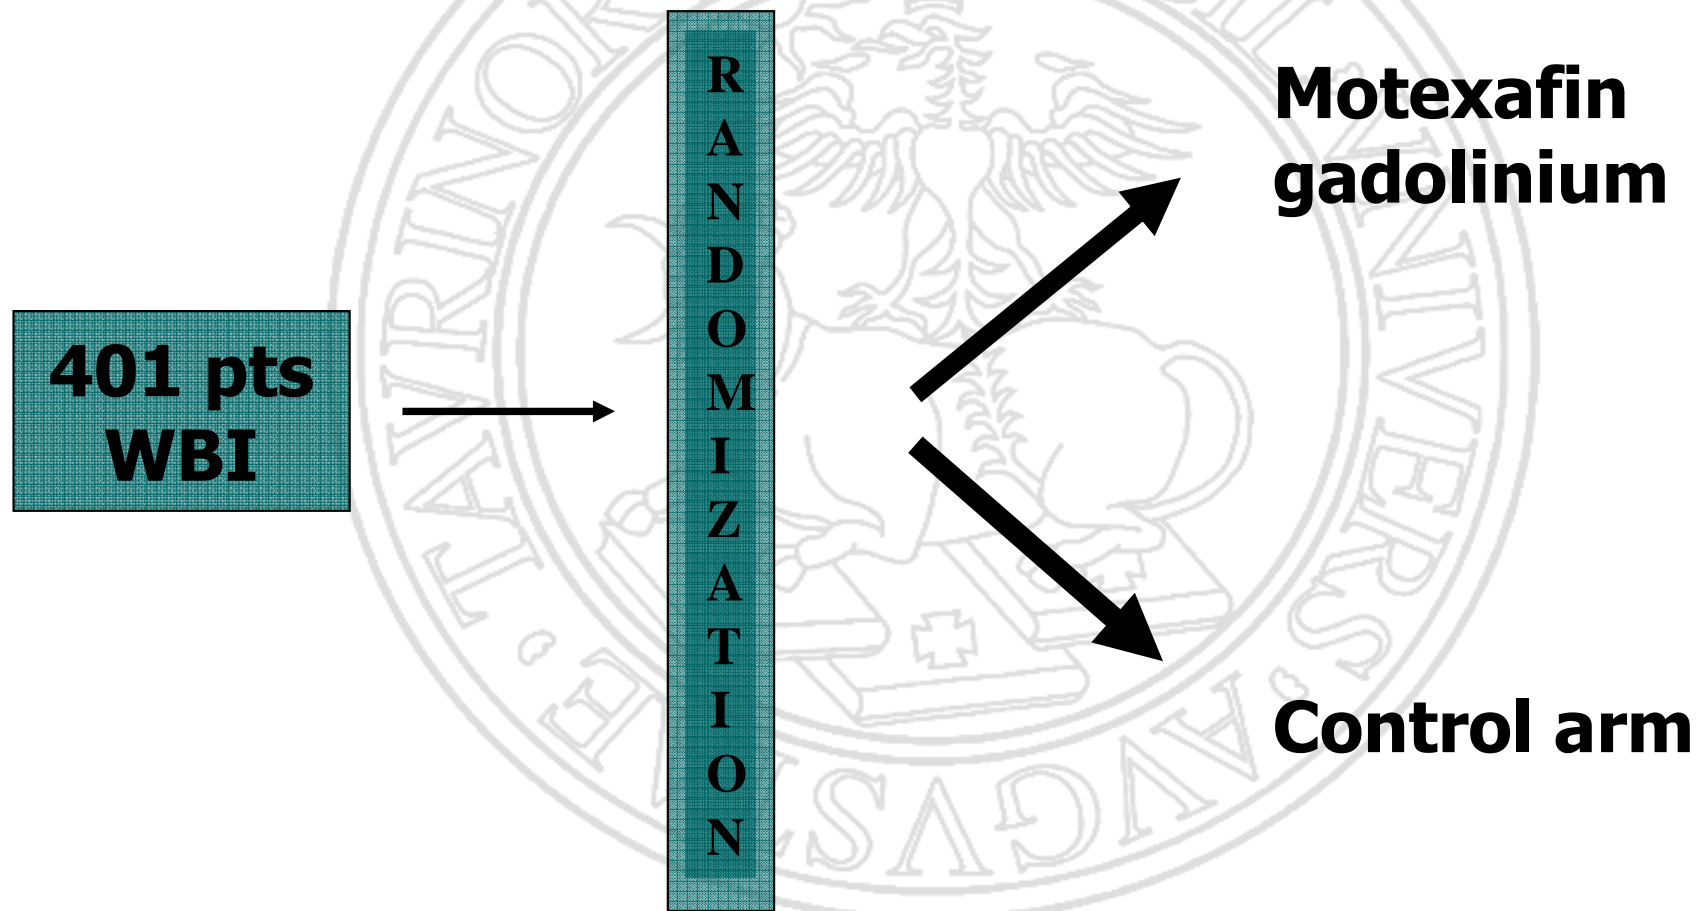 401 pts
WBI
RANDOMIZATION
Motexafin
gadolinium
Control arm